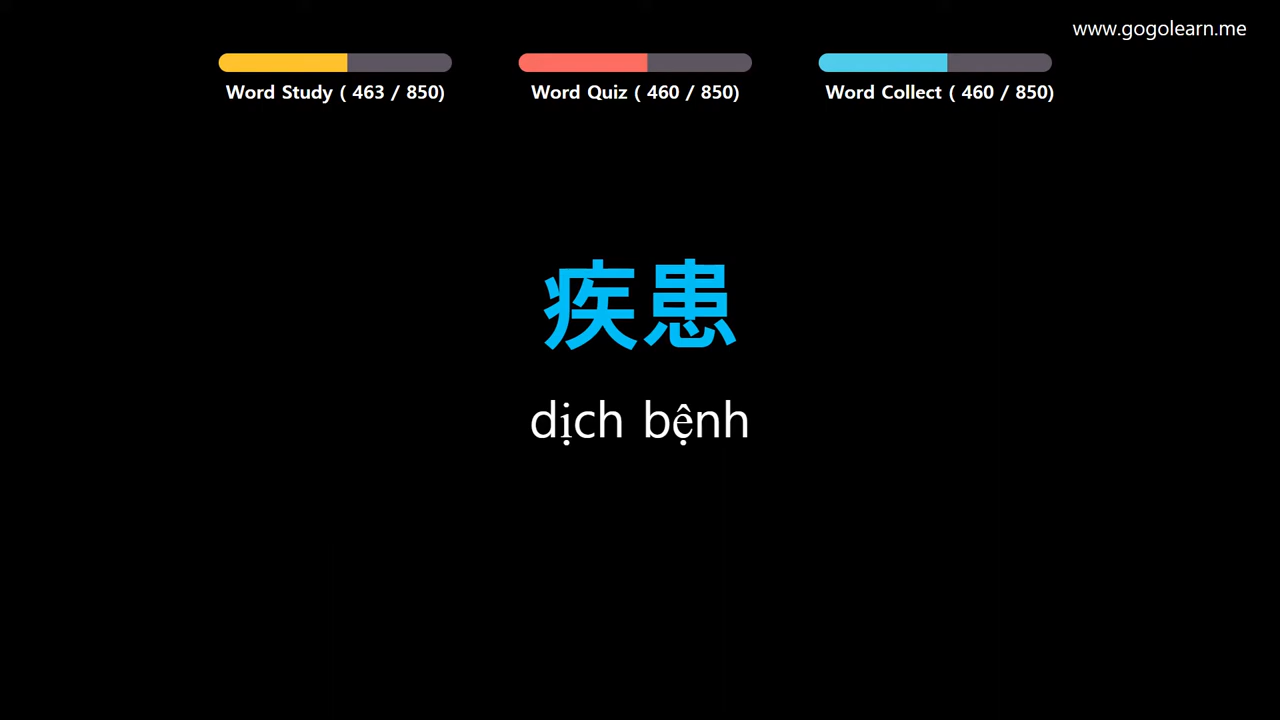 www.gogolearn.me
Word Study ( 463 / 850)
Word Quiz ( 460 / 850)
Word Collect ( 460 / 850)
疾患
dịch bệnh